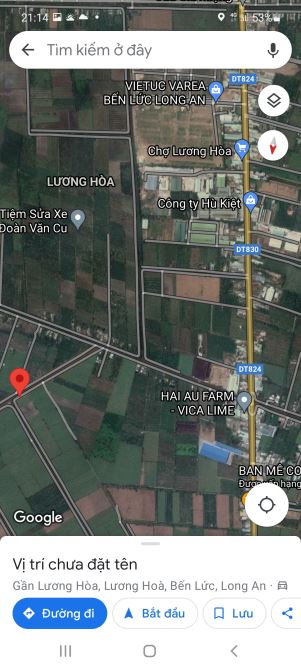 21:14
4G
53%
Tìm kiếm ở đây
DT824
VIETUC VAREA
BẾN LỨC LONG AN
Chợ Lương Hòa
LƯƠNG HÒA
Công ty Hù Kiệt
Tiệm Sửa Xe
Đoàn Văn Cu
DT830
DT824
HAI AU FARM
- VICA LIME
BAN MÊ CO
Google
Vị trí chưa đặt tên
Gần Lương Hòa, Lương Hoà, Bến Lức, Long An ·
Đường đi
Bắt đầu
Lưu